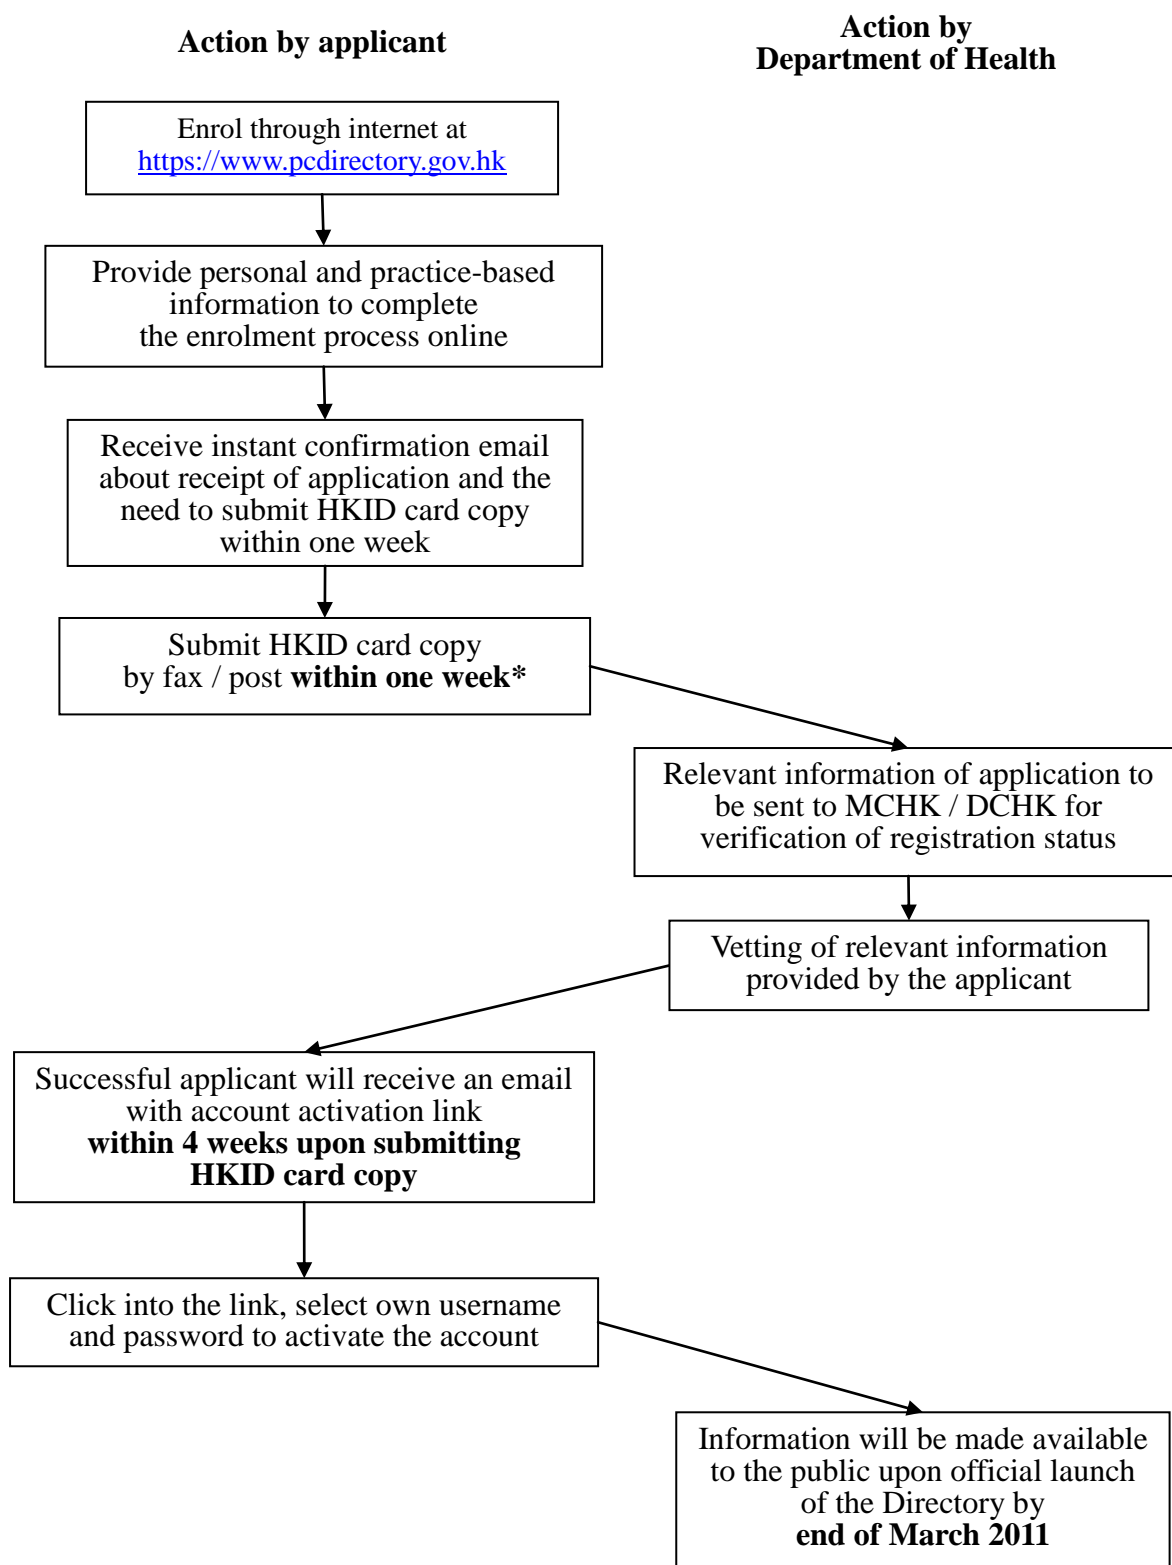 Action by applicant
Action by
Department of Health
Enrol through internet at
https://www.pcdirectory.gov.hk
Provide personal and practice-based
information to complete
the enrolment process online
Receive instant confirmation email
about receipt of application and the
need to submit HKID card copy
within one week
Submit HKID card copy
by fax / post within one week*
Relevant information of application to
be sent to MCHK / DCHK for
verification of registration status
Vetting of relevant information
provided by the applicant
Successful applicant will receive an email
with account activation link
within 4 weeks upon submitting
HKID card copy
Click into the link, select own username
and password to activate the account
Information will be made available
to the public upon official launch
of the Directory by
end of March 2011